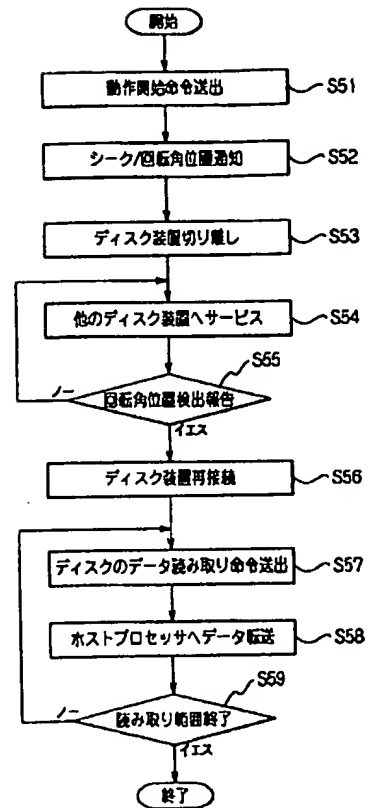 開始
動作開始命令送出
S51
シーク/回転角位置通知
S52
ディスク装置切り離し
S53
他のディスク装置へサービス
S54
S55
回転角位置検出報告
ノー
イエス
ディスク装置再接続
S56
ディスクのデータ読み取り命令送出
S57
ホストプロセッサへデータ転送
S58
S59
読み取り範囲終了
ノー
イエス
終了